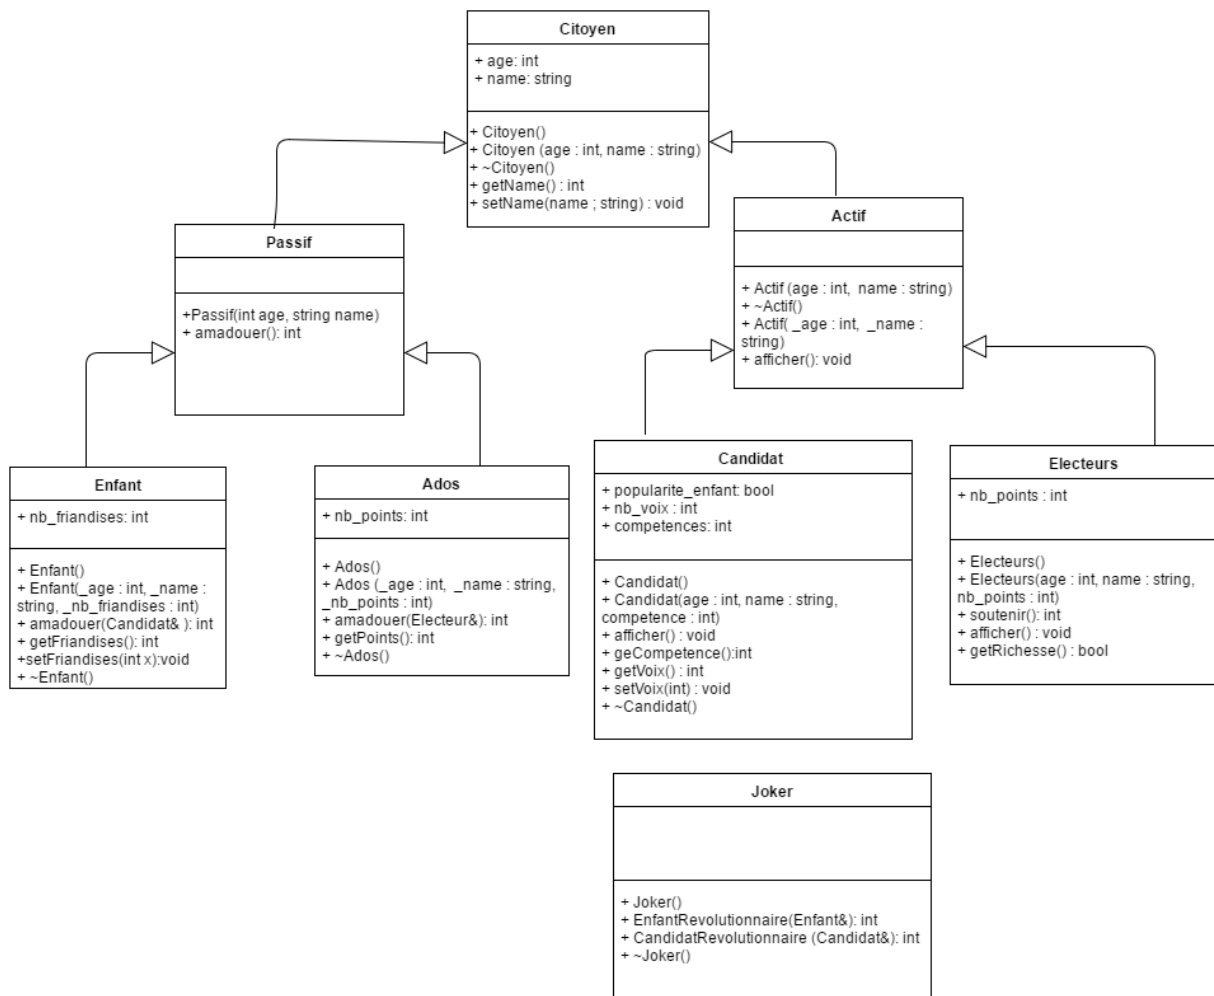 Citoyen
+ age: int
+ name: string
+ Citoyen()
+ Citoyen (age : int, name : string)
+ ~Citoyen()
+ getName() : int
+ setName(name ; string) : void
Passif
+Passif(int age, string name)
+ amadouer(): int
Actif
+ Actif (age : int, name : string)
+ ~Actif()
+ Actif( _age : int, _name :
string)
+ afficher(): void
Enfant
+ nb_friandises: int
+ Enfant()
+ Enfant(_age : int, _name :
string, _nb_friandises : int)
+ amadouer(Candidat& ): int
+ getFriandises(): int
+setFriandises(int x):void
+ ~Enfant()
Ados
+ nb_points: int
+ Ados()
+ Ados (_age : int, _name : string,
_nb_points : int)
+ amadouer(Electeur&): int
+ getPoints(): int
+ ~Ados()
Candidat
+ popularite_enfant: bool
+ nb_voix : int
+ competences: int
+ Candidat()
+ Candidat(age : int, name : string,
competence : int)
+ afficher() : void
+ geCompetence():int
+ getVoix() : int
+ setVoix(int) : void
+ ~Candidat()
Electeurs
+ nb_points : int
+ Electeurs()
+ Electeurs(age : int, name : string,
nb_points : int)
+ soutenir(): int
+ afficher() : void
+ getRichesse() : bool
Joker
+ Joker()
+ EnfantRevolutionnaire(Enfant&): int
+ CandidatRevolutionnaire (Candidat&): int
+ ~Joker()